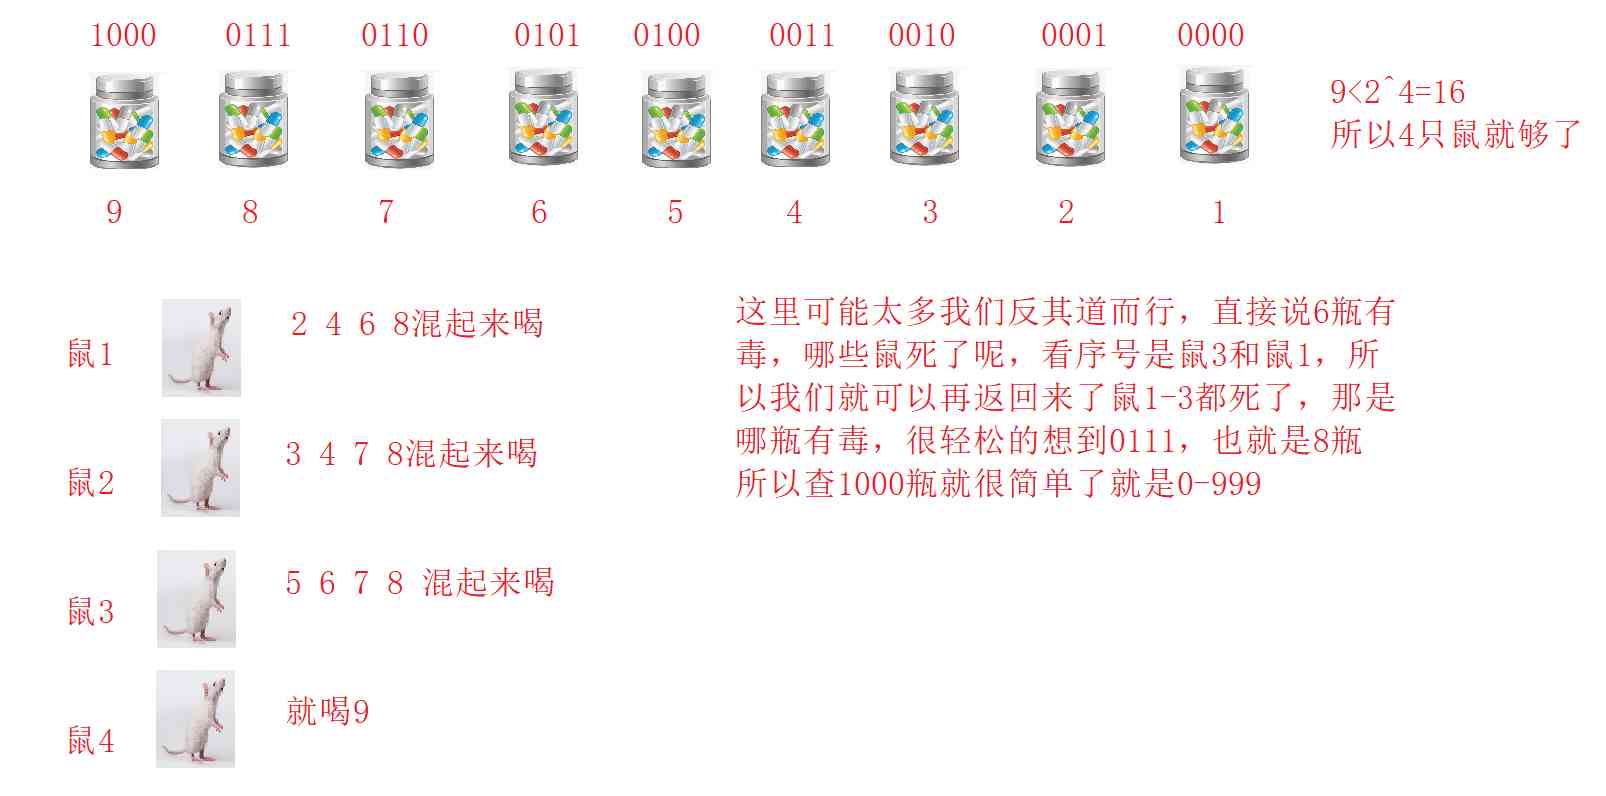 1000 0111 0110 0101 0100 0011 0010 0001 0000
9<2^4=16
所以4只鼠就够了
9 8 7 6 5 4 3 2 1
鼠1 2 4 6 8混起来喝
鼠2 3 4 7 8混起来喝
鼠3 5 6 7 8 混起来喝
鼠4 就喝9
这里可能太多我们反其道而行，直接说6瓶有
毒，哪些鼠死了呢，看序号是鼠3和鼠1，所
以我们就可以再返回来了鼠1-3都死了，那是
哪瓶有毒，很轻松的想到0111，也就是8瓶
所以查1000瓶就很简单了就是0-999